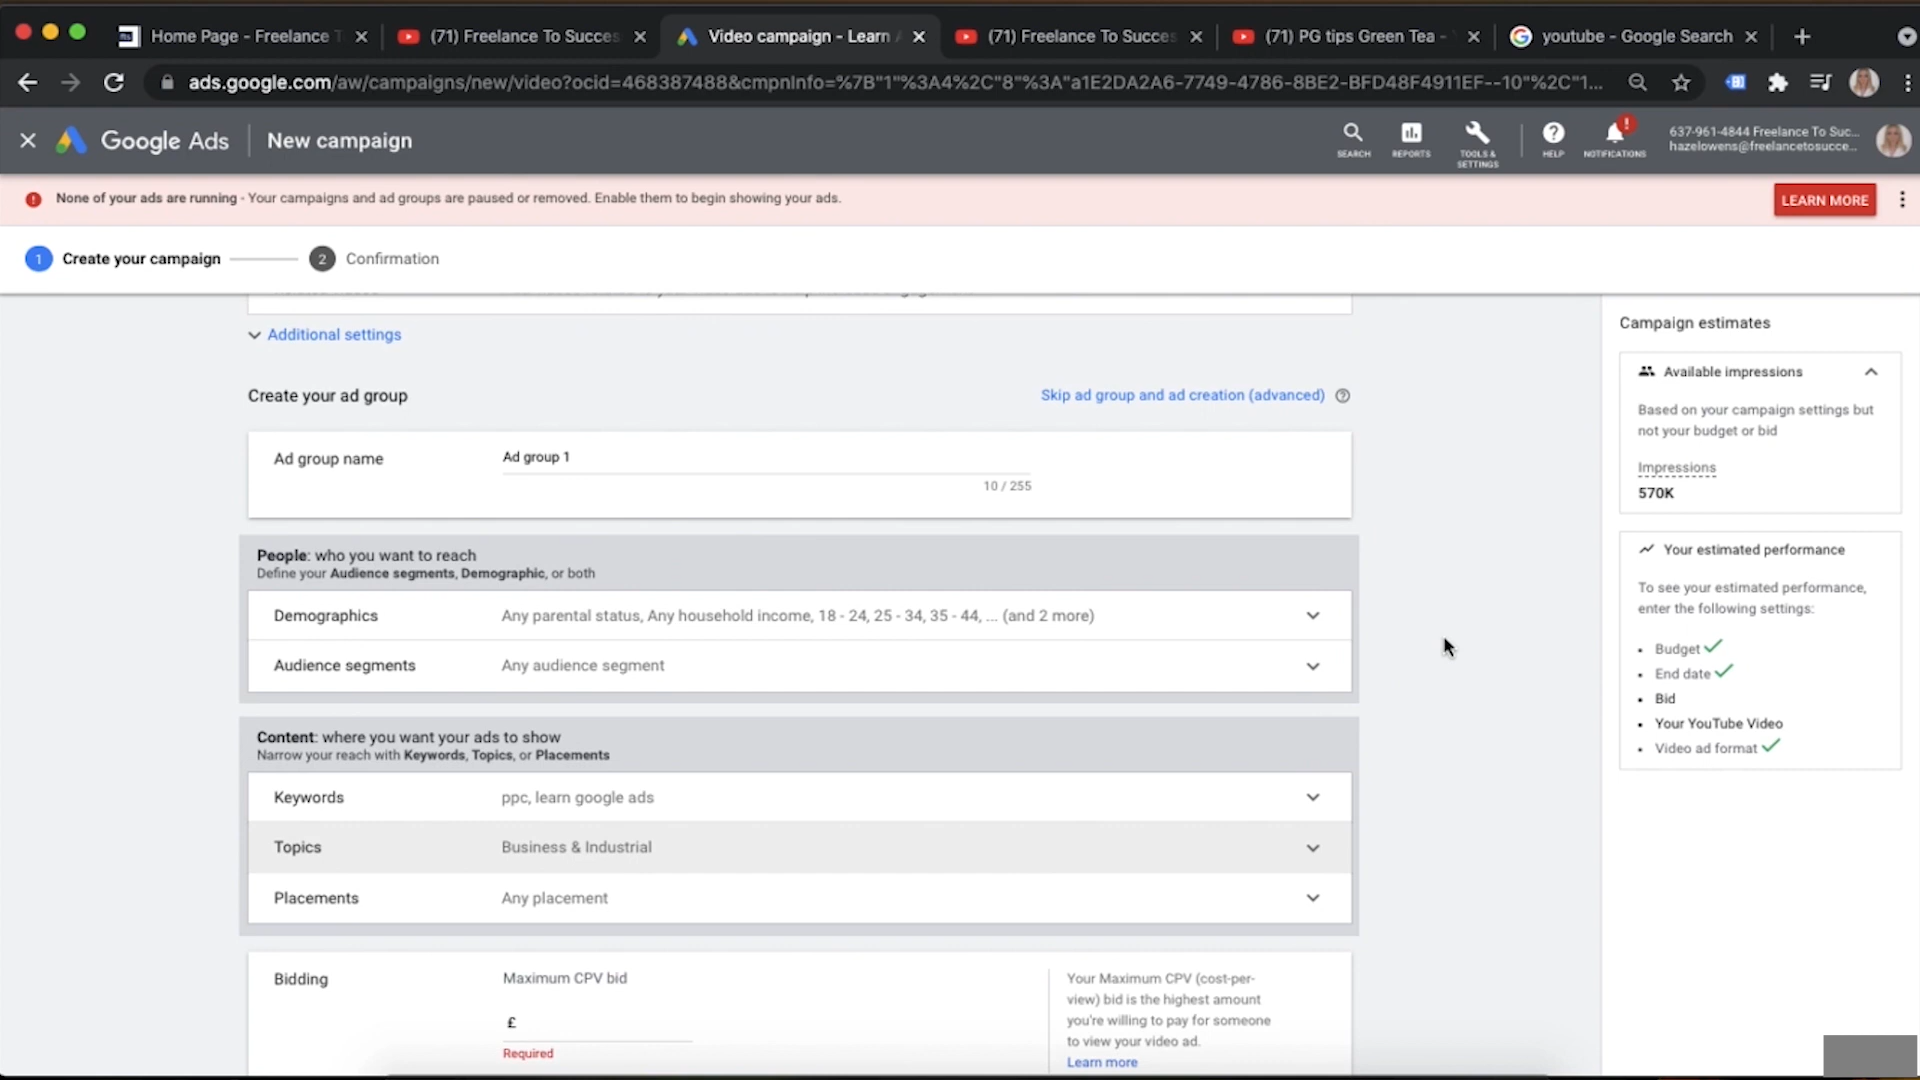 Home Page - Freelance T
(71) Freelance To Succes
Video campaign - Learn A
(71) Freelance To Succes
(71) PG tips Green Tea -
youtube - Google Search
ads.google.com/aw/campaigns/new/video?ocid=468387488&cmpnInfo=%7B"1"%3A4%2C"8"%3A"a1E2DA2A6-7749-4786-8BE2-BFD48F4911EF--10"%2C"1...
Google Ads
New campaign
SEARCH
REPORTS
TOOLS & SETTINGS
HELP
NOTIFICATIONS
637-961-4844 Freelance To Suc...
hazelowens@freelancetosucce...
None of your ads are running - Your campaigns and ad groups are paused or removed. Enable them to begin showing your ads.
LEARN MORE
1 Create your campaign
2 Confirmation
Additional settings
Create your ad group
Skip ad group and ad creation (advanced)
Ad group name
Ad group 1
10 / 255
People: who you want to reach
Define your Audience segments, Demographic, or both
Demographics
Any parental status, Any household income, 18 - 24, 25 - 34, 35 - 44, ... (and 2 more)
Audience segments
Any audience segment
Content: where you want your ads to show
Narrow your reach with Keywords, Topics, or Placements
Keywords
ppc, learn google ads
Topics
Business & Industrial
Placements
Any placement
Bidding
Maximum CPV bid
£
Required
Your Maximum CPV (cost-per-
view) bid is the highest amount
you're willing to pay for someone
to view your video ad.
Learn more
Campaign estimates
Available impressions
Based on your campaign settings but
not your budget or bid
Impressions
570K
Your estimated performance
To see your estimated performance,
enter the following settings:
Budget
End date
Bid
Your YouTube Video
Video ad format